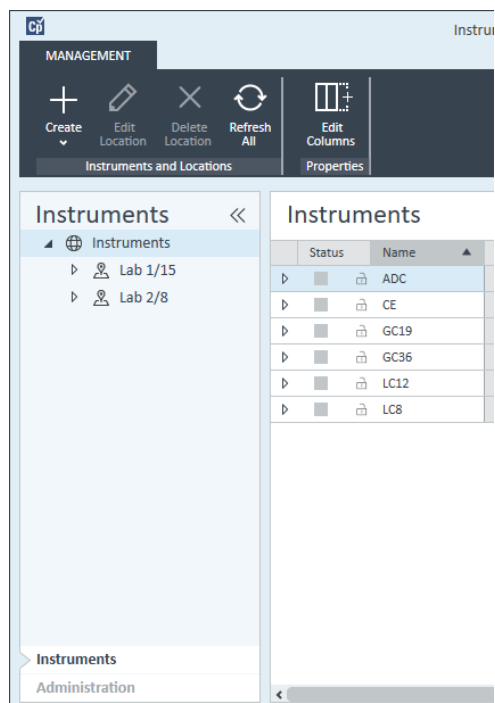 Cp
Instru
MANAGEMENT
Create
Edit Location
Delete Location
Refresh All
Edit Columns
Instruments and Locations
Properties
Instruments
Instruments
Lab 1/15
Lab 2/8
Instruments
Status Name
ADC
CE
GC19
GC36
LC12
LC8
Instruments
Administration